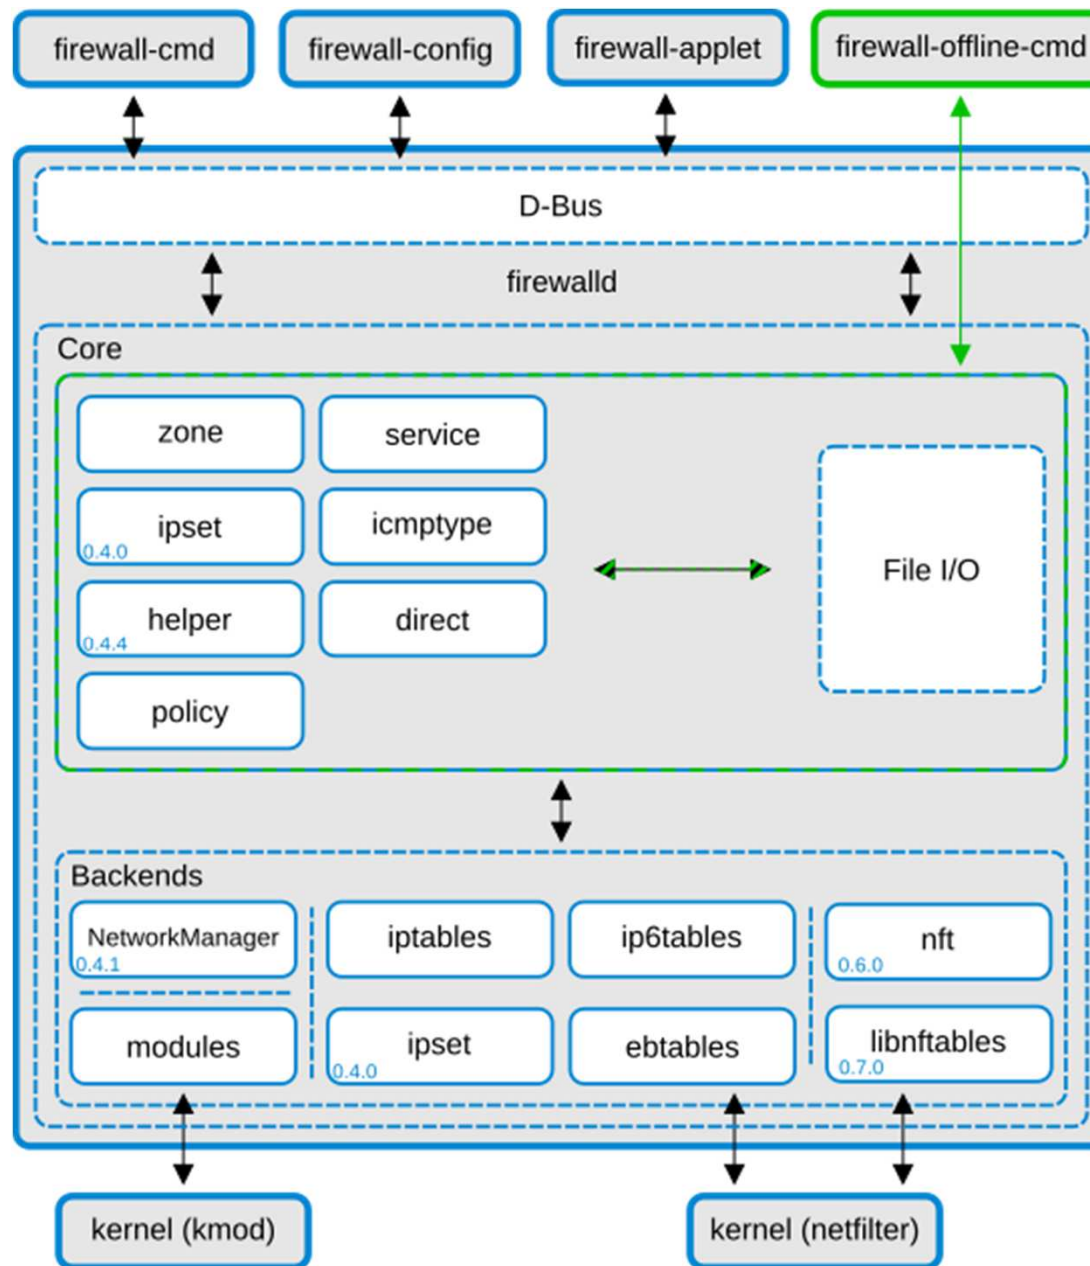 firewall-cmd
firewall-config
firewall-applet
firewall-offline-cmd
D-Bus
firewalld
Core
zone
service
ipset
0.4.0
icmptype
helper
0.4.4
direct
policy
File I/O
Backends
NetworkManager
0.4.1
iptables
ip6tables
nft
0.6.0
modules
ipset
0.4.0
ebtables
libnftables
0.7.0
kernel (kmod)
kernel (netfilter)